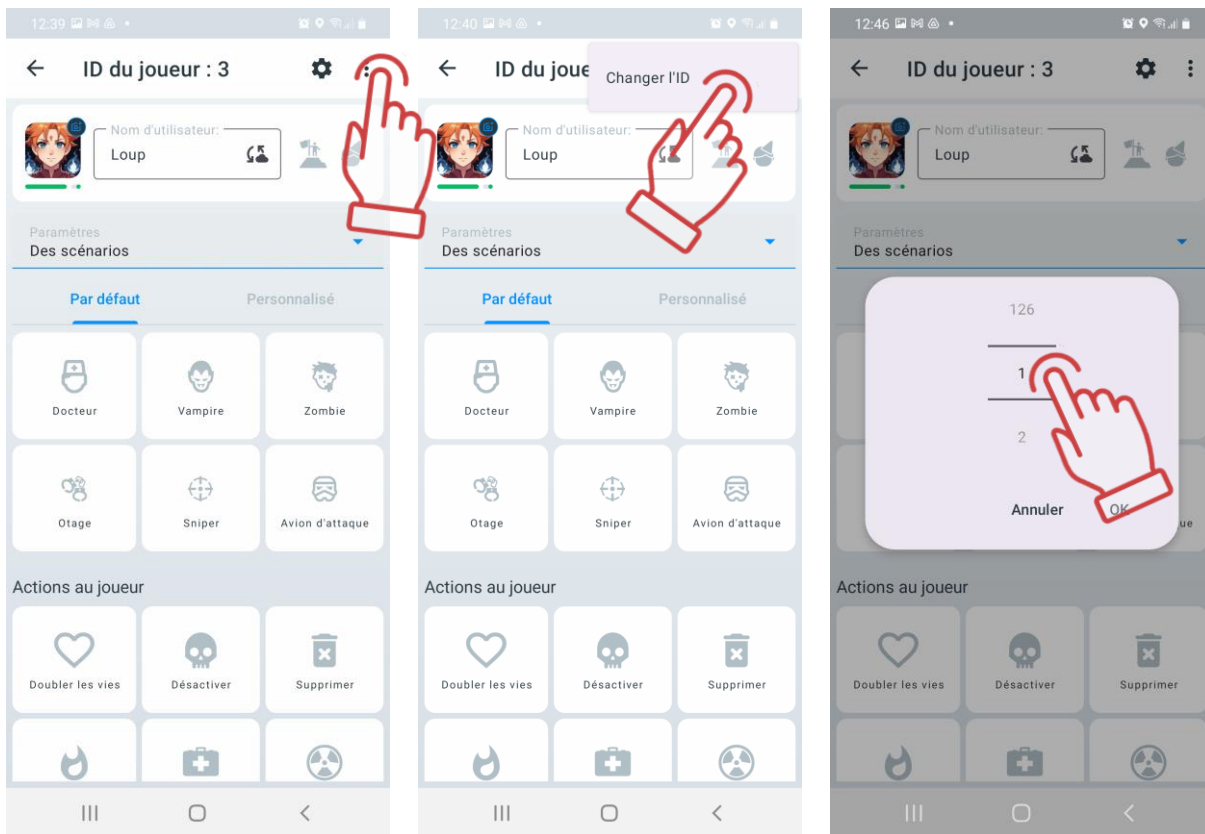 12:39
ID du joueur : 3
Nom d'utilisateur:
Loup
Paramètres
Des scénarios
Par défaut
Personnalisé
Docteur
Vampire
Zombie
Otage
Sniper
Avion d'attaque
Actions au joueur
Doubler les vies
Désactiver
Supprimer
12:40
ID du joue
Changer l'ID
Nom d'utilisateur:
Loup
Paramètres
Des scénarios
Par défaut
Personnalisé
Docteur
Vampire
Zombie
Otage
Sniper
Avion d'attaque
Actions au joueur
Doubler les vies
Désactiver
Supprimer
12:46
ID du joueur : 3
Nom d'utilisateur:
Loup
Paramètres
Des scénarios
126
1
2
Annuler
OK
ue
Actions au joueur
Doubler les vies
Désactiver
Supprimer